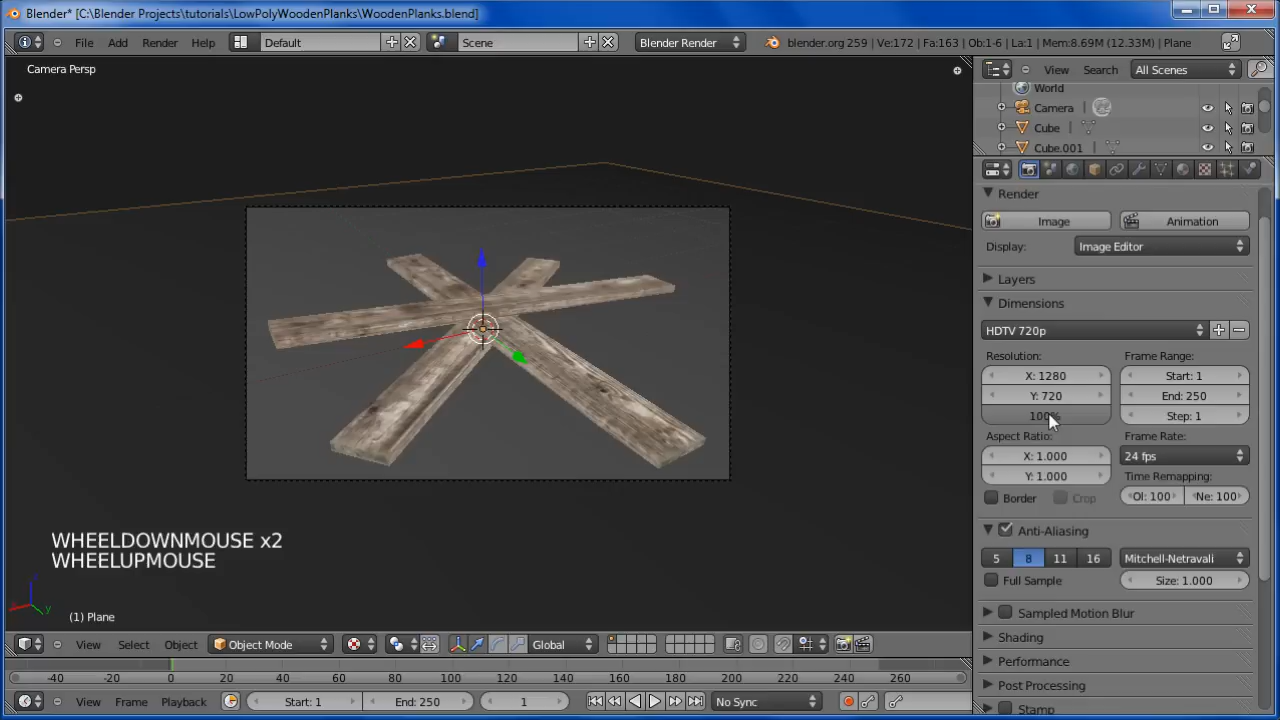 Blender* [C:\Blender Projects\tutorials\LowPolyWoodenPlanks\WoodenPlanks.blend]
File Add Render Help Default Scene Blender Render blender.org 259 | Ve:172 | Fa:163 | Ob:1-6 | La:1 | Mem:8.69M (12.33M) | Plane
Camera Persp
View Search All Scenes
World
Camera
Cube
Cube.001
Render
Image Animation
Display: Image Editor
Layers
Dimensions
HDTV 720p
Resolution: Frame Range:
X: 1280 Start: 1
Y: 720 End: 250
100% Step: 1
Aspect Ratio: Frame Rate:
X: 1.000 24 fps
Y: 1.000 Time Remapping:
Border Crop Ol: 100 Ne: 100
Anti-Aliasing
5 8 11 16 Mitchell-Netravali
Full Sample Size: 1.000
Sampled Motion Blur
Shading
Performance
Post Processing
Stamp
WHEELDOWNMOUSE x2
WHEELUPMOUSE
(1) Plane
View Select Object Object Mode Global
-40 -20 0 20 40 60 80 100 120 140 160 180 200 220 240 260
View Frame Playback Start: 1 End: 250 1 No Sync